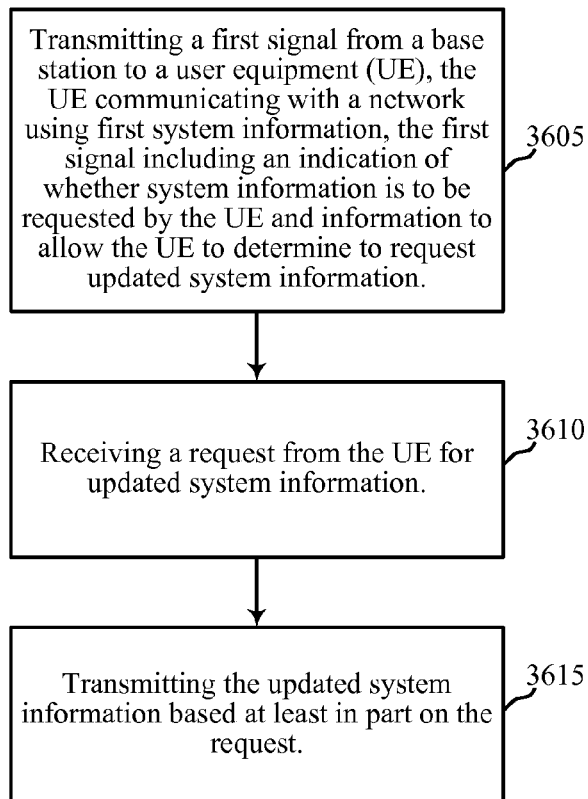 Transmitting a first signal from a base
station to a user equipment (UE), the
UE communicating with a network
using first system information, the first
signal including an indication of
whether system information is to be
requested by the UE and information to
allow the UE to determine to request
updated system information.
3605
Receiving a request from the UE for
updated system information.
3610
Transmitting the updated system
information based at least in part on the
request.
3615